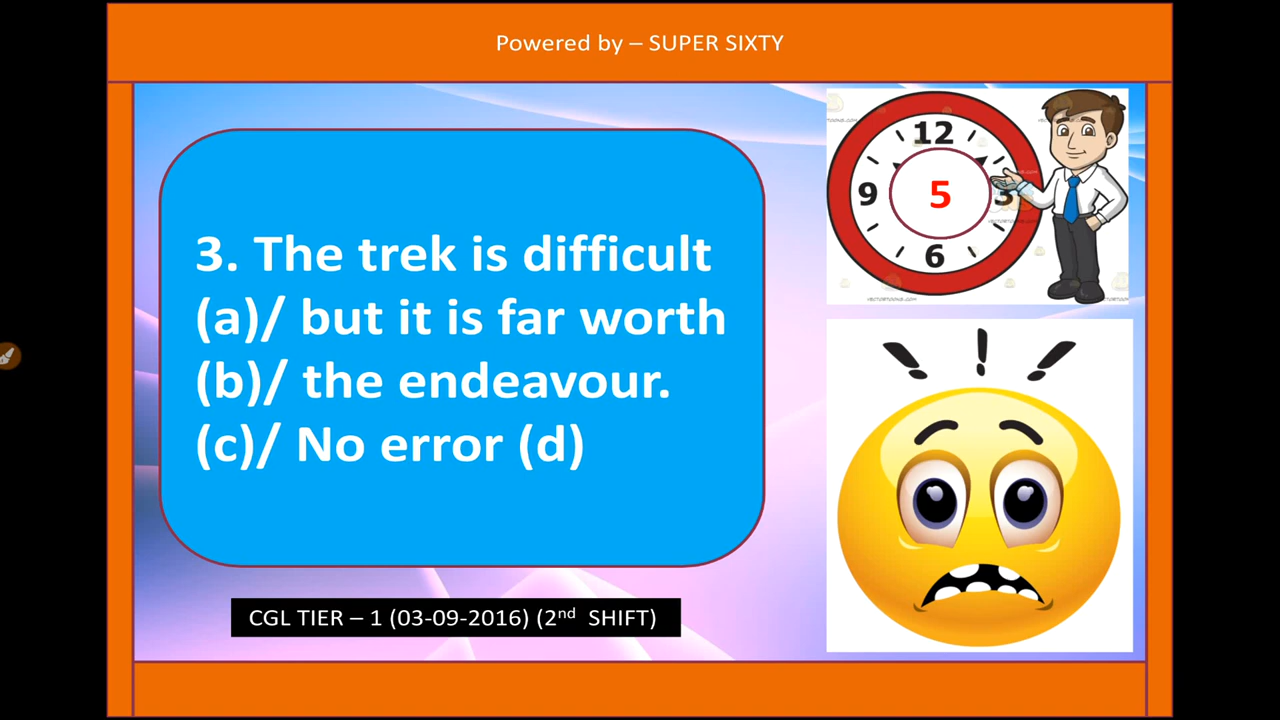 Powered by – SUPER SIXTY
3. The trek is difficult
(a)/ but it is far worth
(b)/ the endeavour.
(c)/ No error (d)
12
9
5
3
6
CGL TIER – 1 (03-09-2016) (2nd SHIFT)